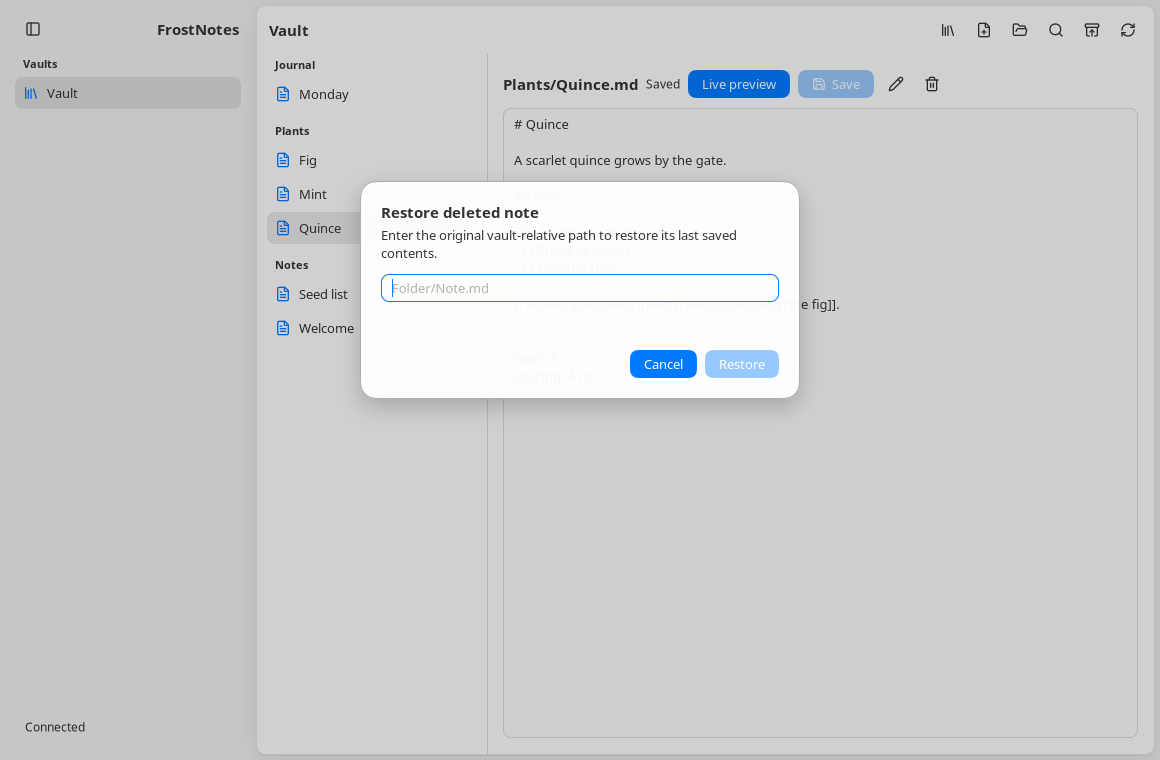 FrostNotes
Vaults
Vault
Connected
Vault
Journal
Monday
Plants
Fig
Mint
Quince
Notes
Seed list
Welcome
Plants/Quince.md Saved Live preview Save
# Quince
A scarlet quince grows by the gate.
## Care
Restore deleted note
Enter the original vault-relative path to restore its last saved
contents.
Folder/Note.md
fig]].
Cancel Restore